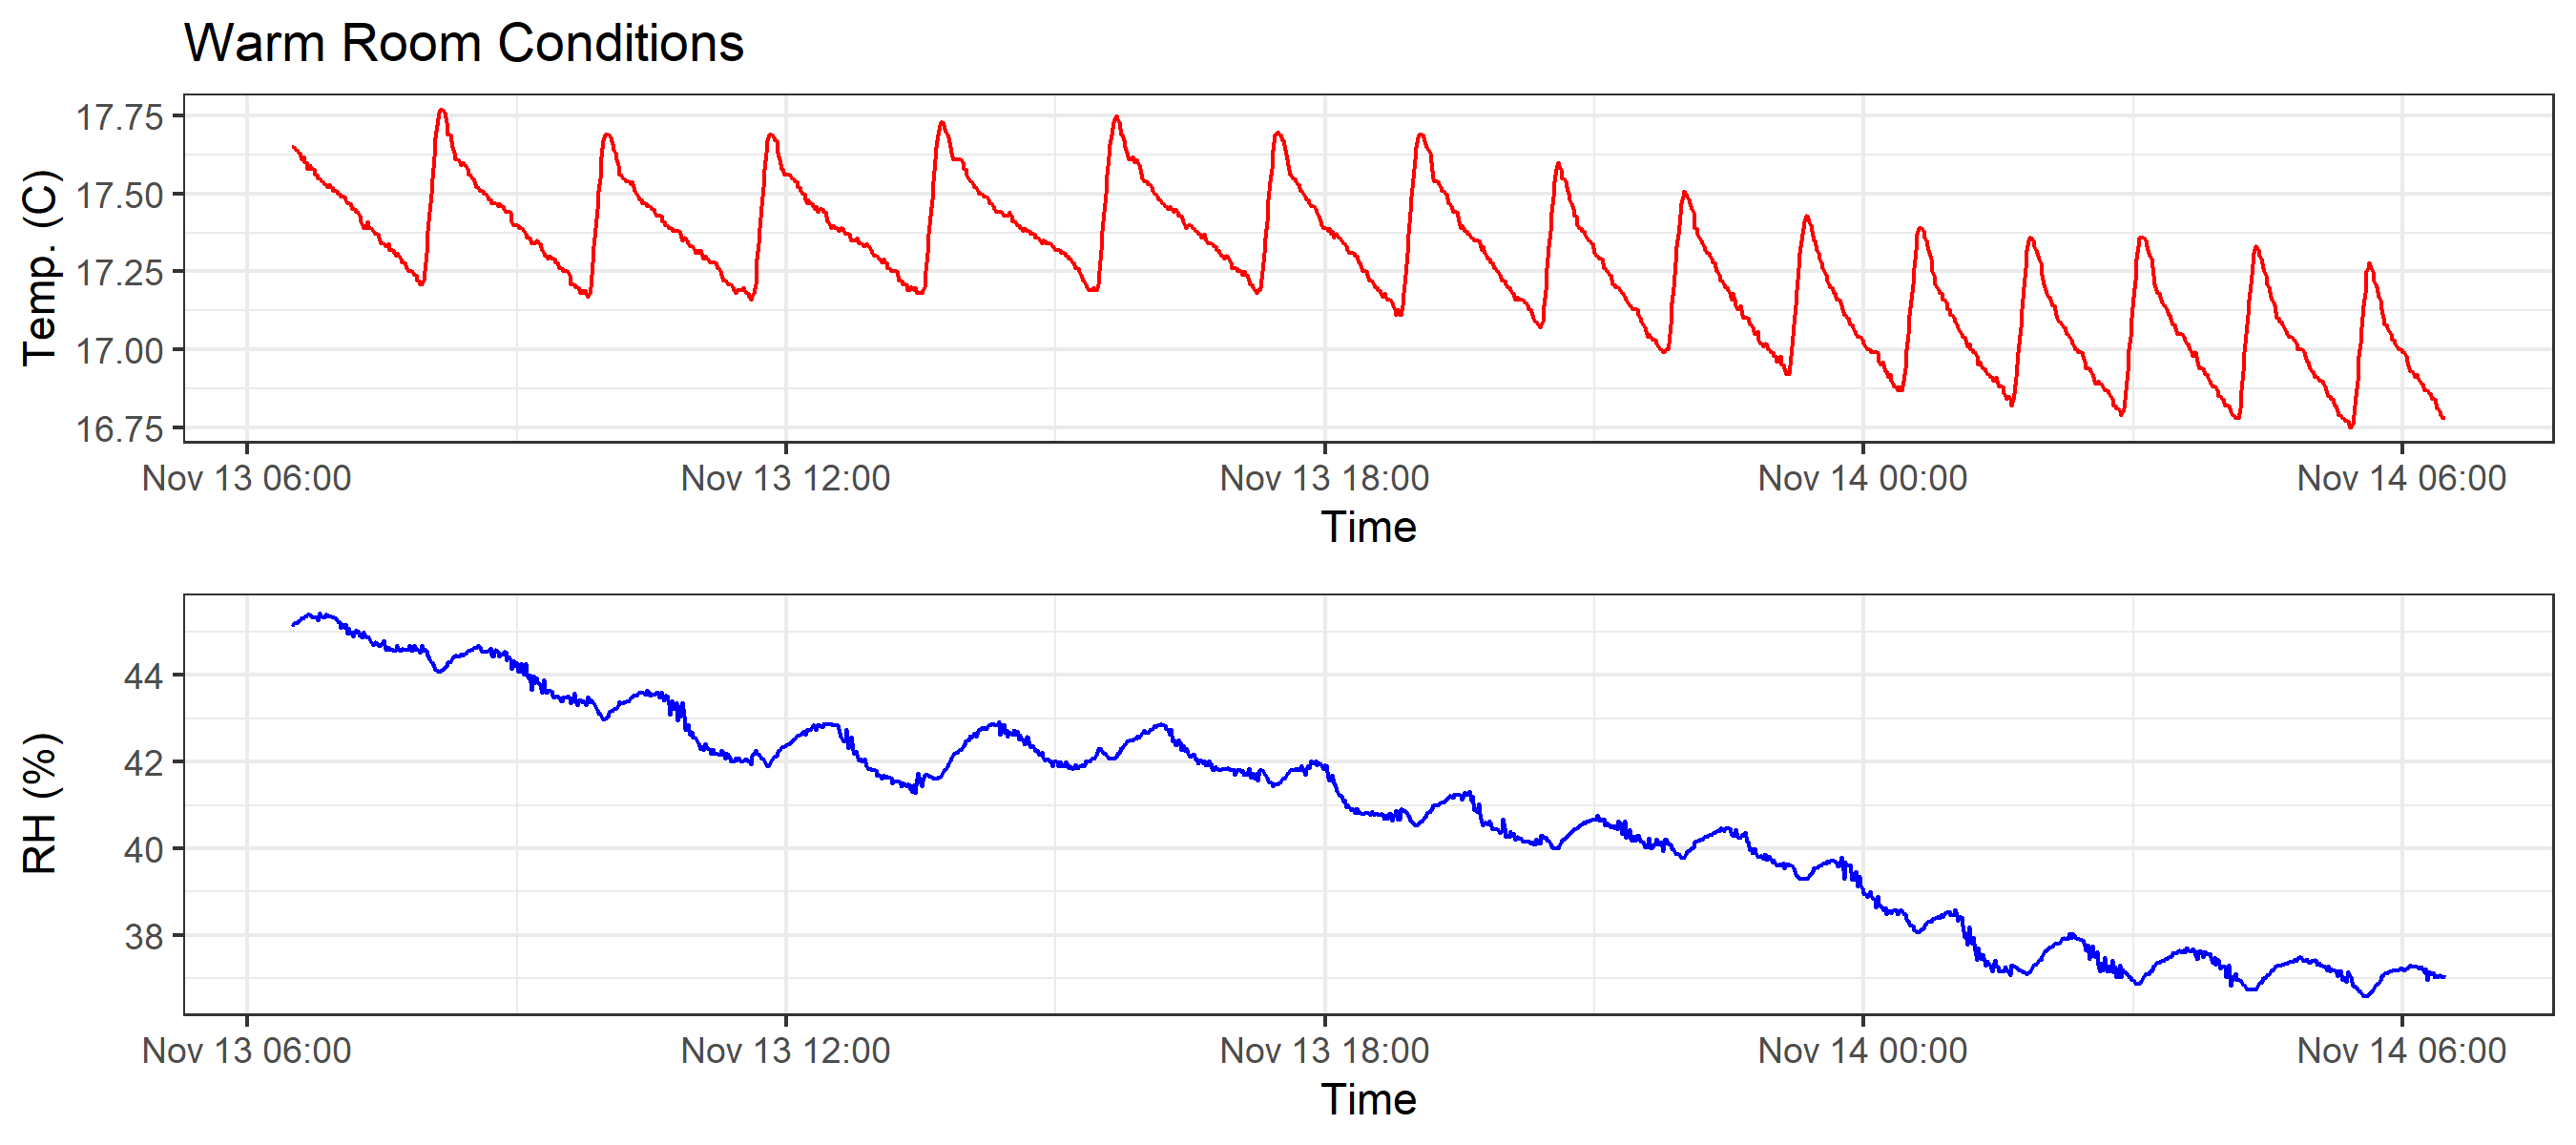 Warm Room Conditions
Temp. (C)
17.75
17.50
17.25
17.00
16.75
Nov 13 06:00 Nov 13 12:00 Nov 13 18:00 Nov 14 00:00 Nov 14 06:00
Time
RH (%)
44
42
40
38
Nov 13 06:00 Nov 13 12:00 Nov 13 18:00 Nov 14 00:00 Nov 14 06:00
Time